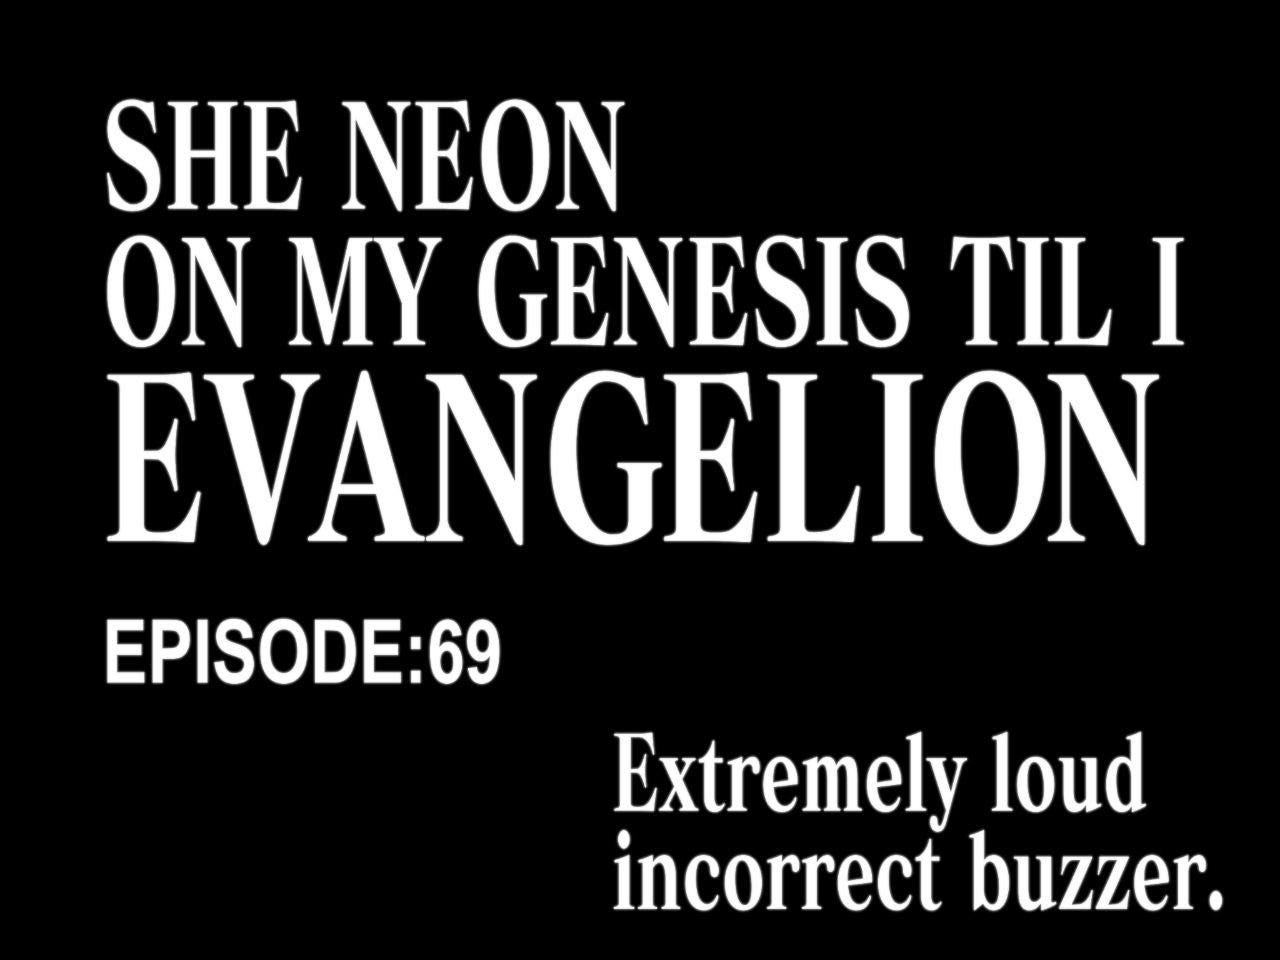 SHE NEON
ON MY GENESIS TIL I
EVANGELION
EPISODE:69
Extremely loud
incorrect buzzer.